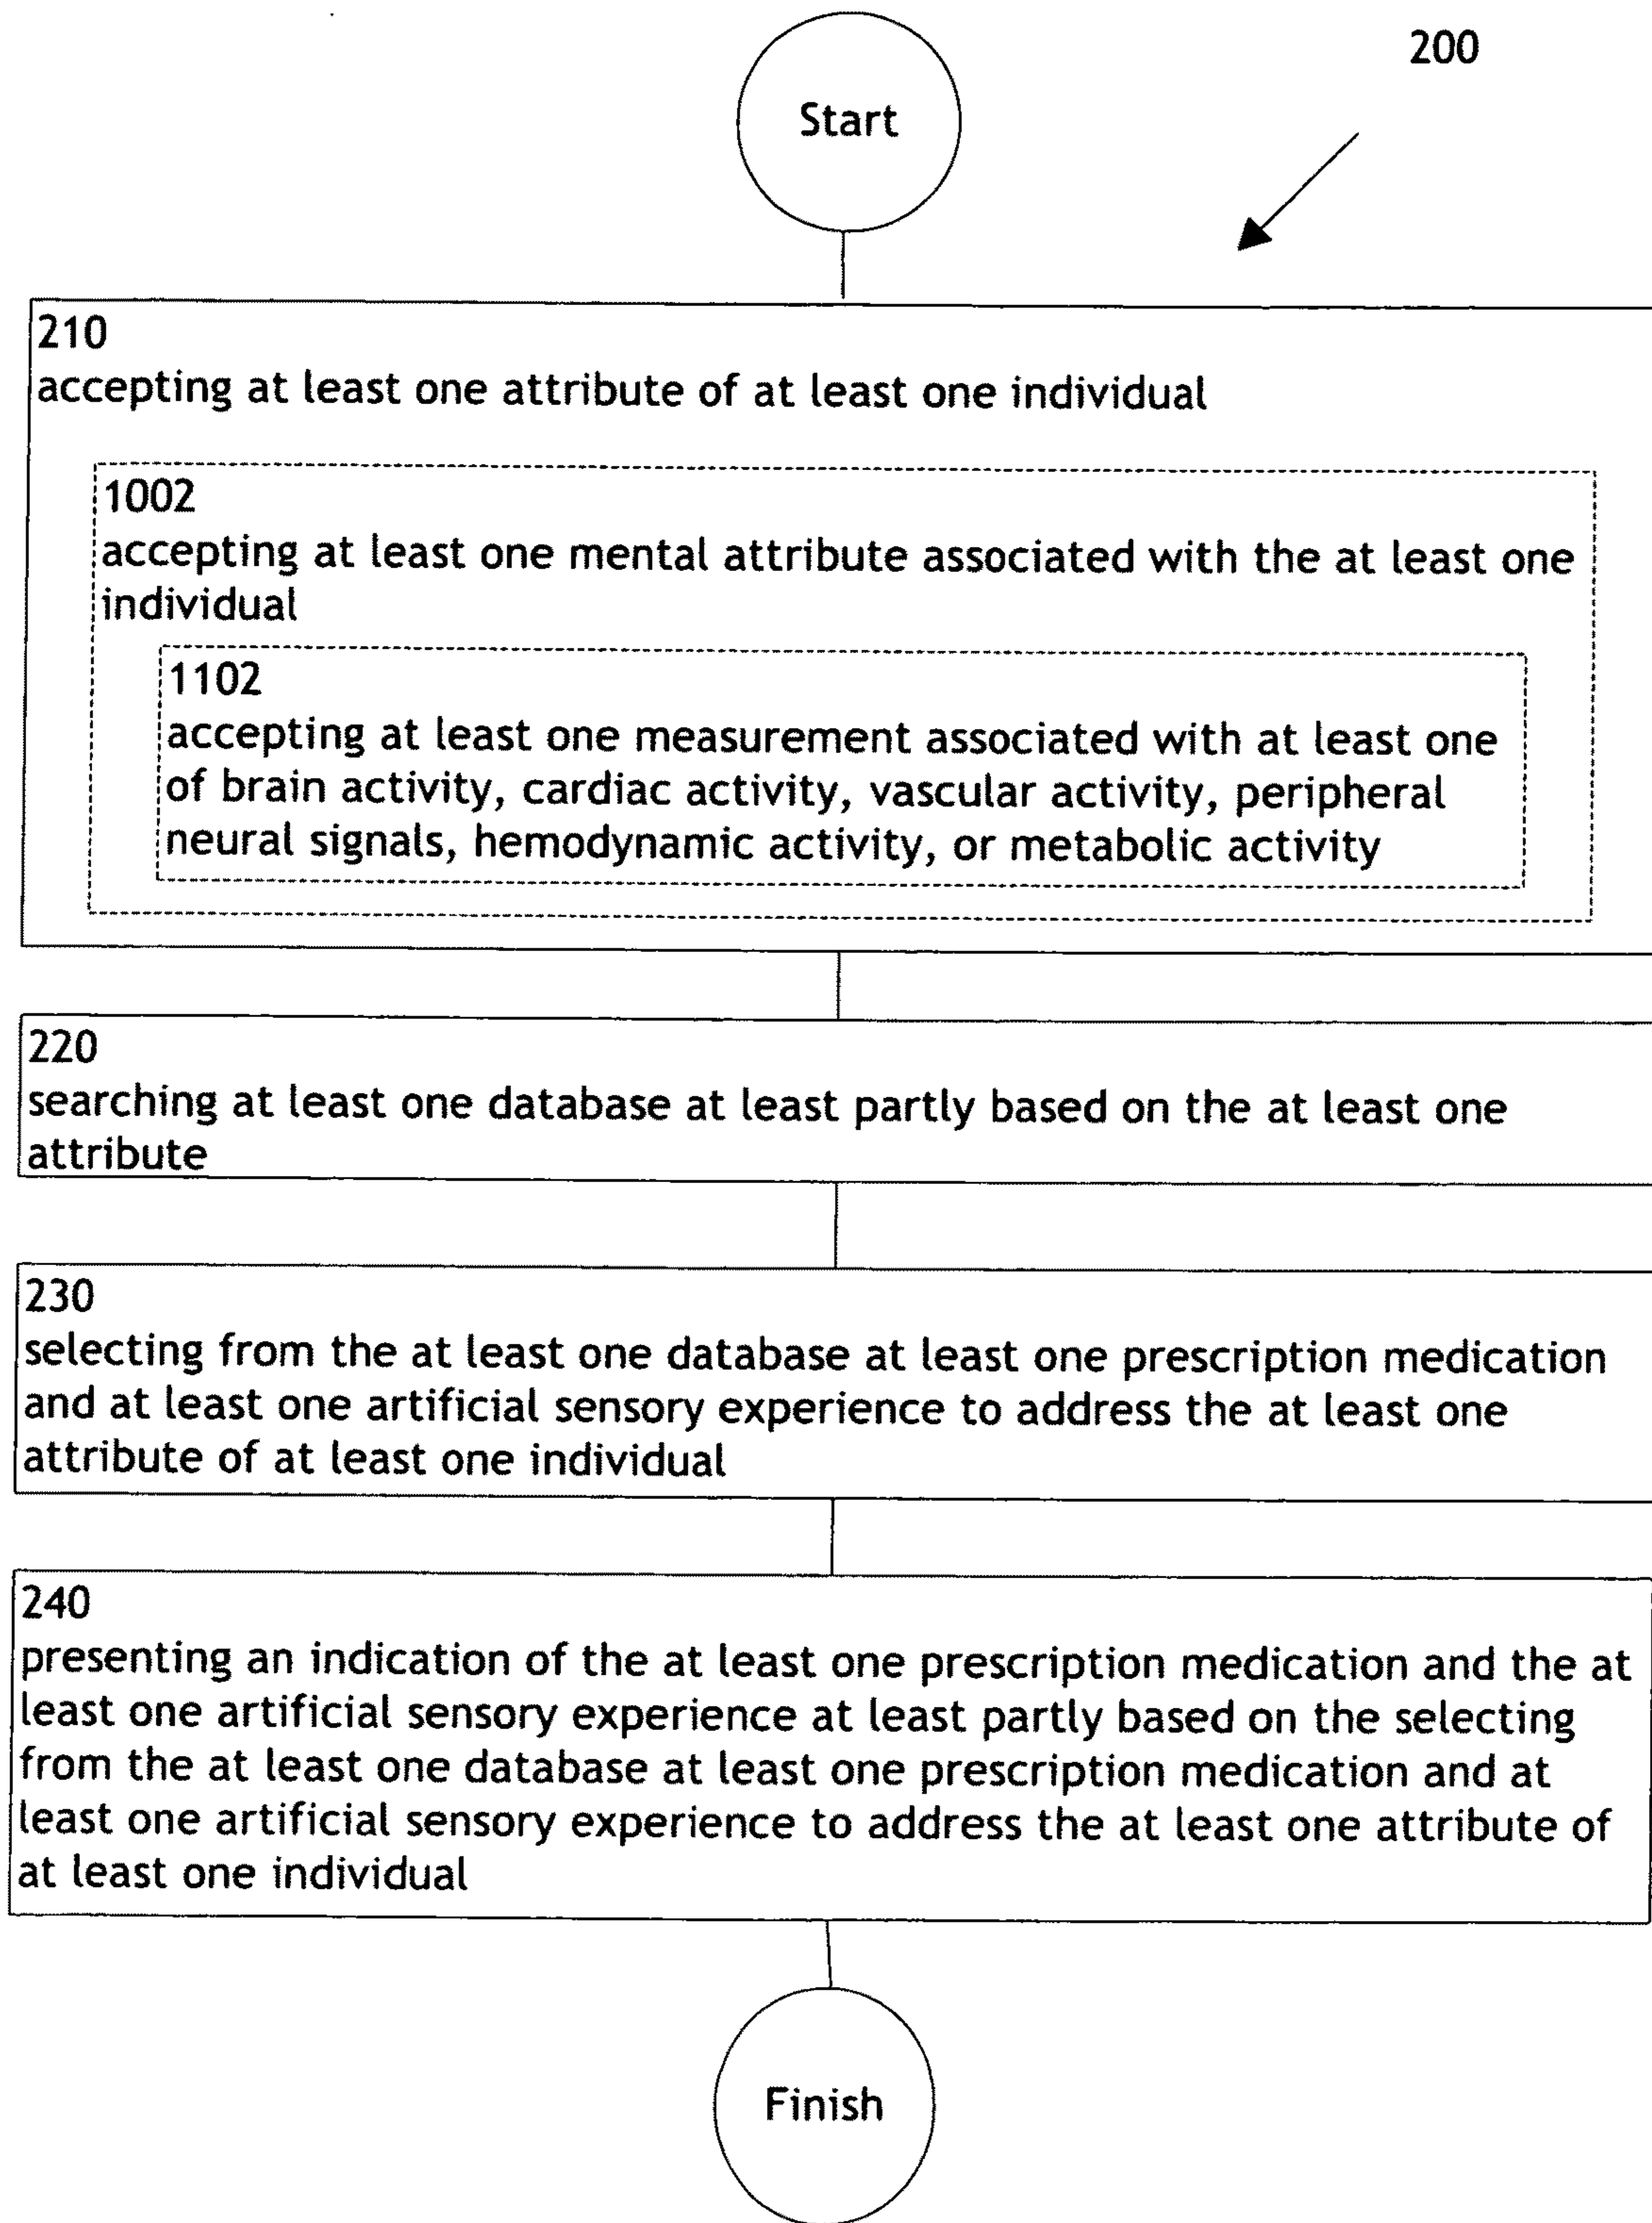 200
Start
210
accepting at least one attribute of at least one individual
1002
accepting at least one mental attribute associated with the at least one
individual
1102
accepting at least one measurement associated with at least one
of brain activity, cardiac activity, vascular activity, peripheral
neural signals, hemodynamic activity, or metabolic activity
220
searching at least one database at least partly based on the at least one
attribute
230
selecting from the at least one database at least one prescription medication
and at least one artificial sensory experience to address the at least one
attribute of at least one individual
240
presenting an indication of the at least one prescription medication and the at
least one artificial sensory experience at least partly based on the selecting
from the at least one database at least one prescription medication and at
least one artificial sensory experience to address the at least one attribute of
at least one individual
Finish